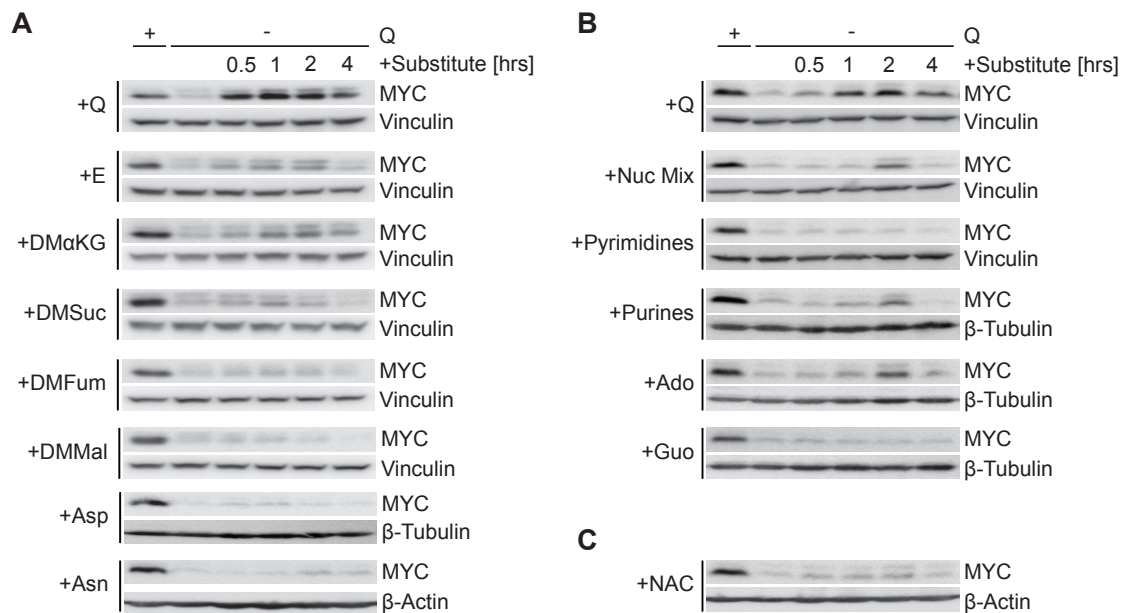 A
+ - Q
0.5 1 2 4 +Substitute [hrs]
+Q
MYC
Vinculin
+E
MYC
Vinculin
+DMαKG
MYC
Vinculin
+DMSuc
MYC
Vinculin
+DMFum
MYC
Vinculin
+DMMal
MYC
Vinculin
+Asp
MYC
β-Tubulin
+Asn
MYC
β-Actin
B
+ - Q
0.5 1 2 4 +Substitute [hrs]
+Q
MYC
Vinculin
+Nuc Mix
MYC
Vinculin
+Pyrimidines
MYC
Vinculin
+Purines
MYC
β-Tubulin
+Ado
MYC
β-Tubulin
+Guo
MYC
β-Tubulin
C
+NAC
MYC
β-Actin